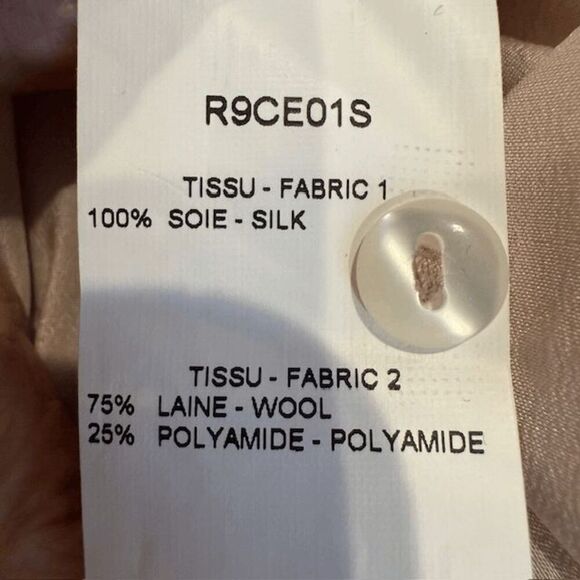 R9CE01S
TISSU - FABRIC 1
100% SOIE - SILK
TISSU - FABRIC 2
75% LAINE - WOOL
25% POLYAMIDE - POLYAMIDE